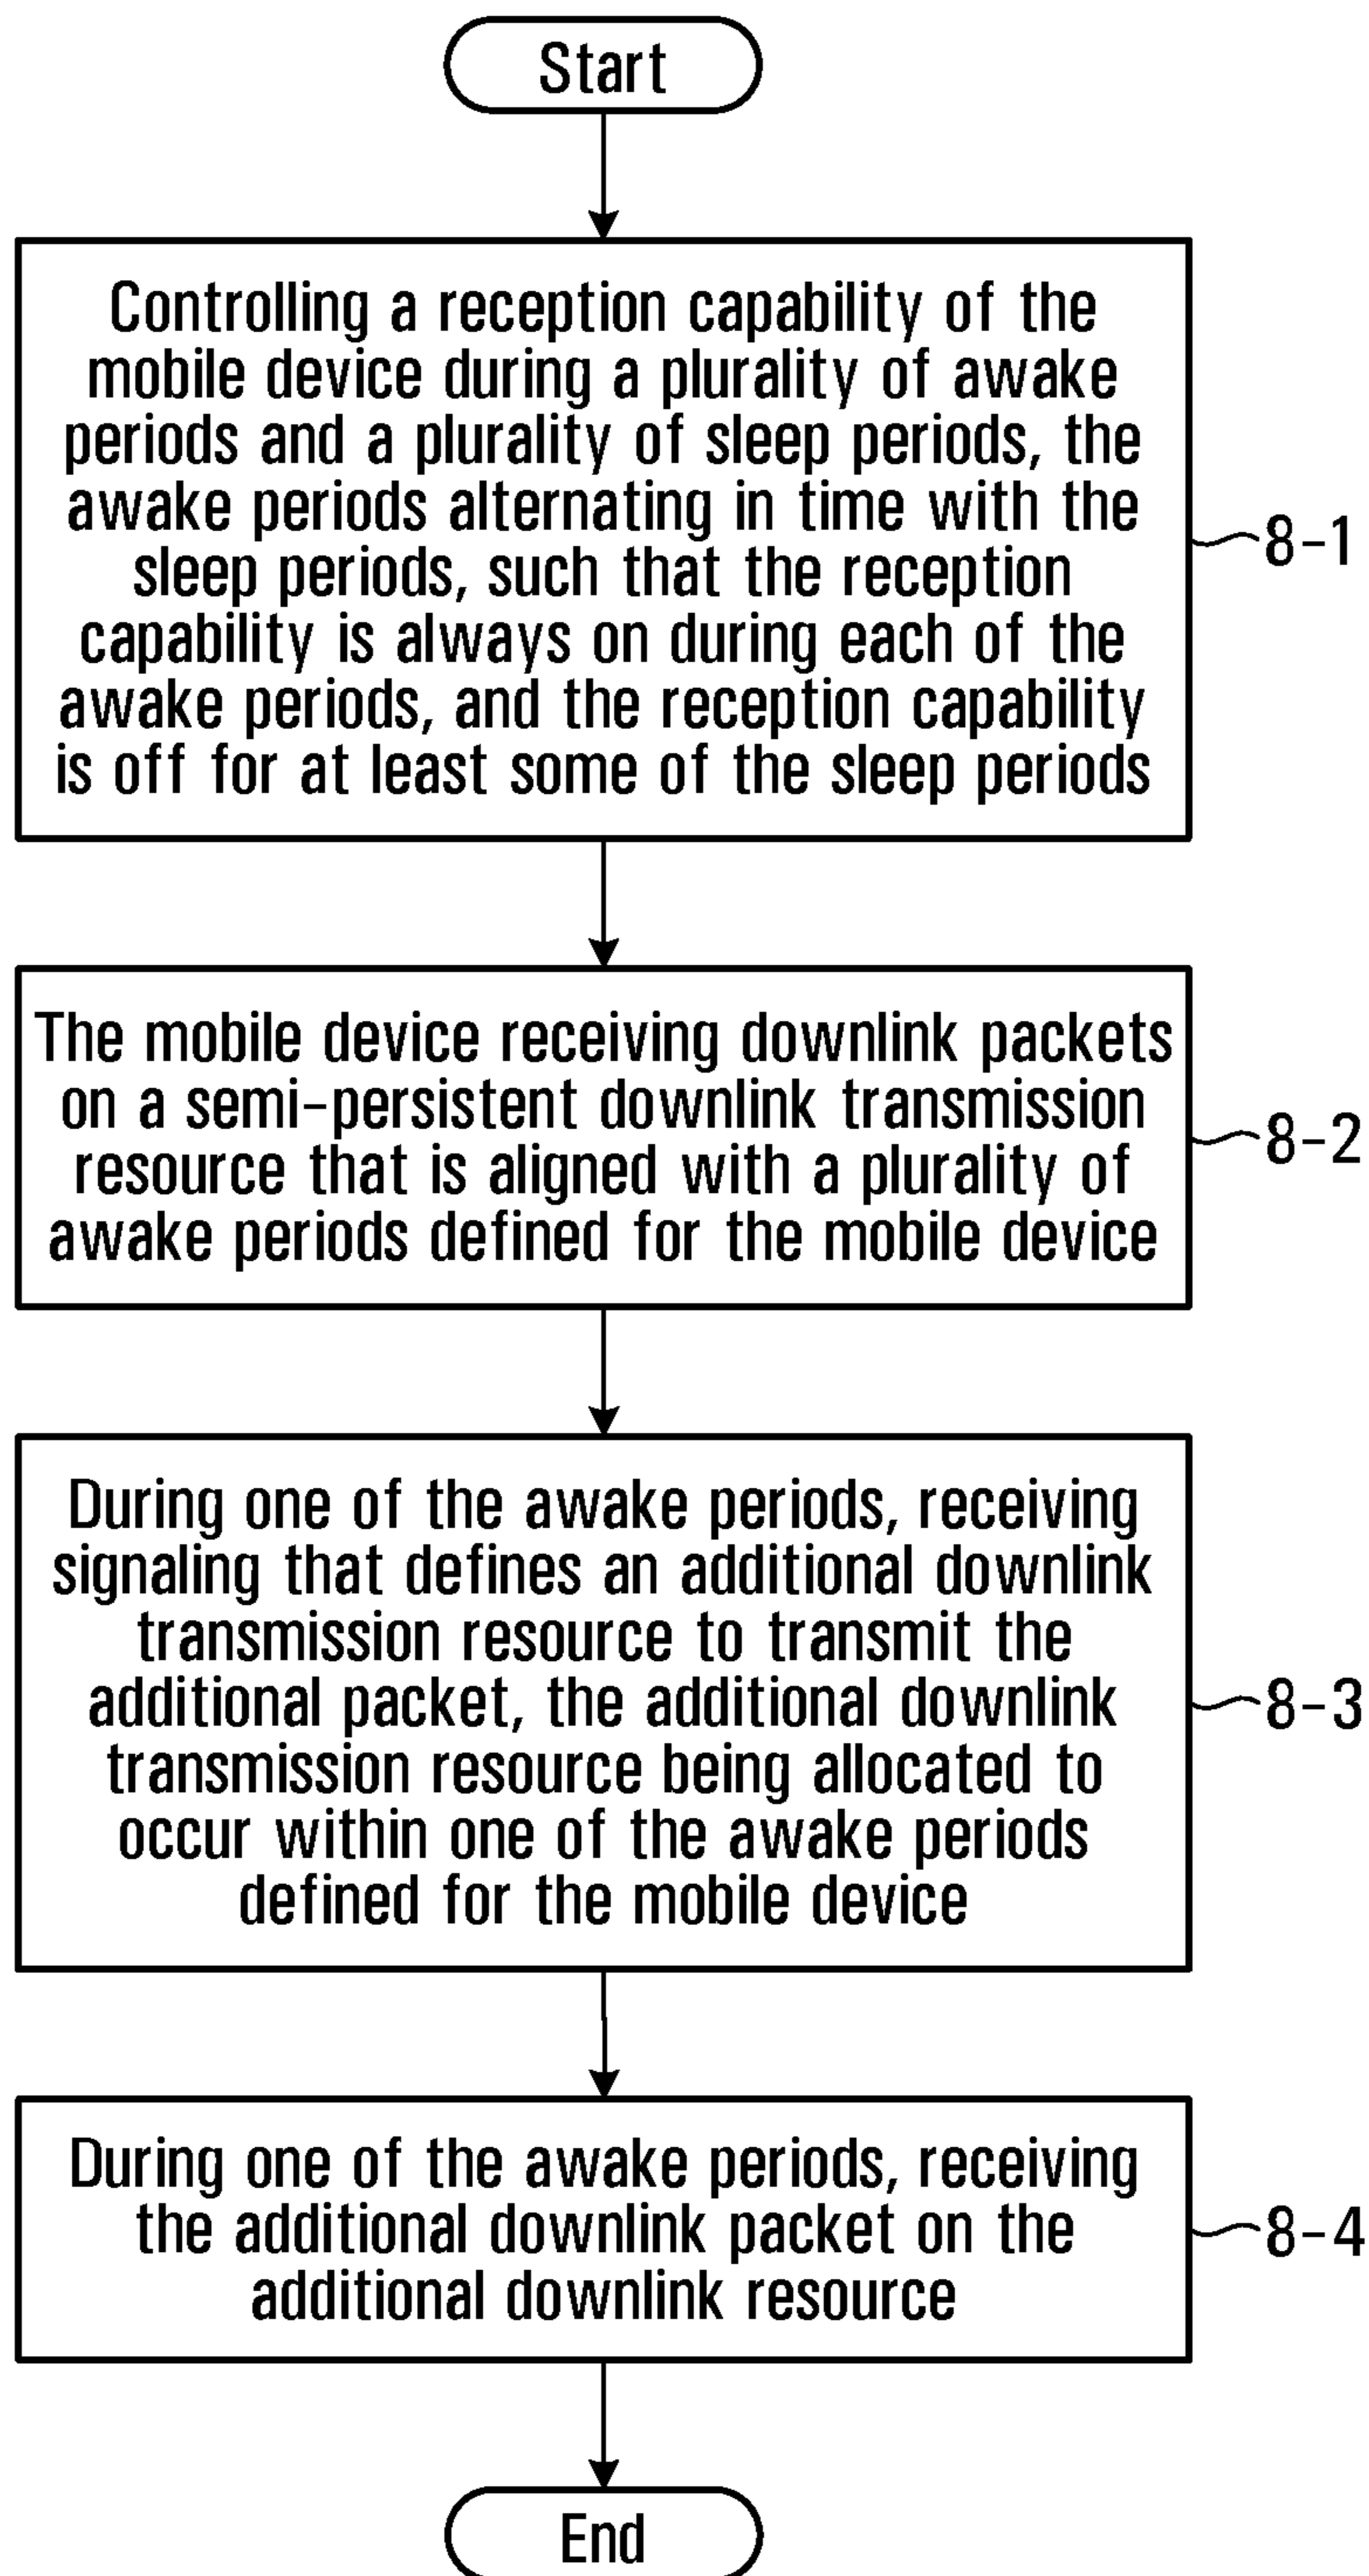 Start
Controlling a reception capability of the
mobile device during a plurality of awake
periods and a plurality of sleep periods, the
awake periods alternating in time with the
sleep periods, such that the reception
capability is always on during each of the
awake periods, and the reception capability
is off for at least some of the sleep periods
8-1
The mobile device receiving downlink packets
on a semi-persistent downlink transmission
resource that is aligned with a plurality of
awake periods defined for the mobile device
8-2
During one of the awake periods, receiving
signaling that defines an additional downlink
transmission resource to transmit the
additional packet, the additional downlink
transmission resource being allocated to
occur within one of the awake periods
defined for the mobile device
8-3
During one of the awake periods, receiving
the additional downlink packet on the
additional downlink resource
8-4
End